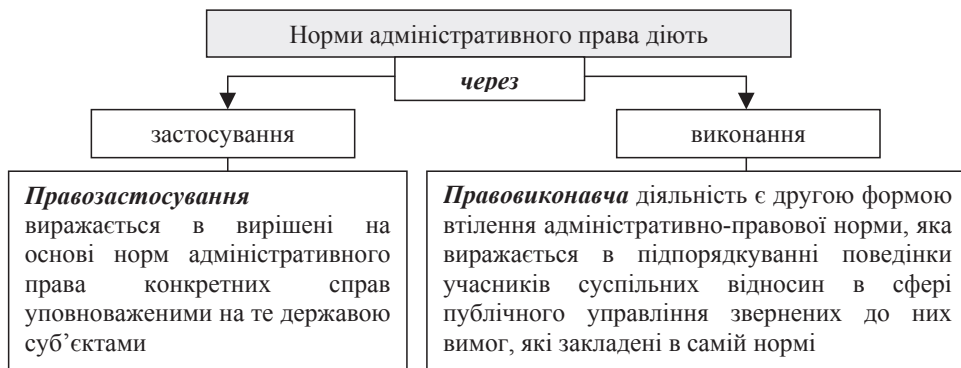 Норми адміністративного права діють
через
застосування
виконання
Правозастосування
виражається в вирішені на
основі норм адміністративного
права конкретних справ
уповноваженими на те державою
суб’єктами
Правовиконавча діяльність є другою формою
втілення адміністративно-правової норми, яка
виражається в підпорядкуванні поведінки
учасників суспільних відносин в сфері
публічного управління звернених до них
вимог, які закладені в самій нормі